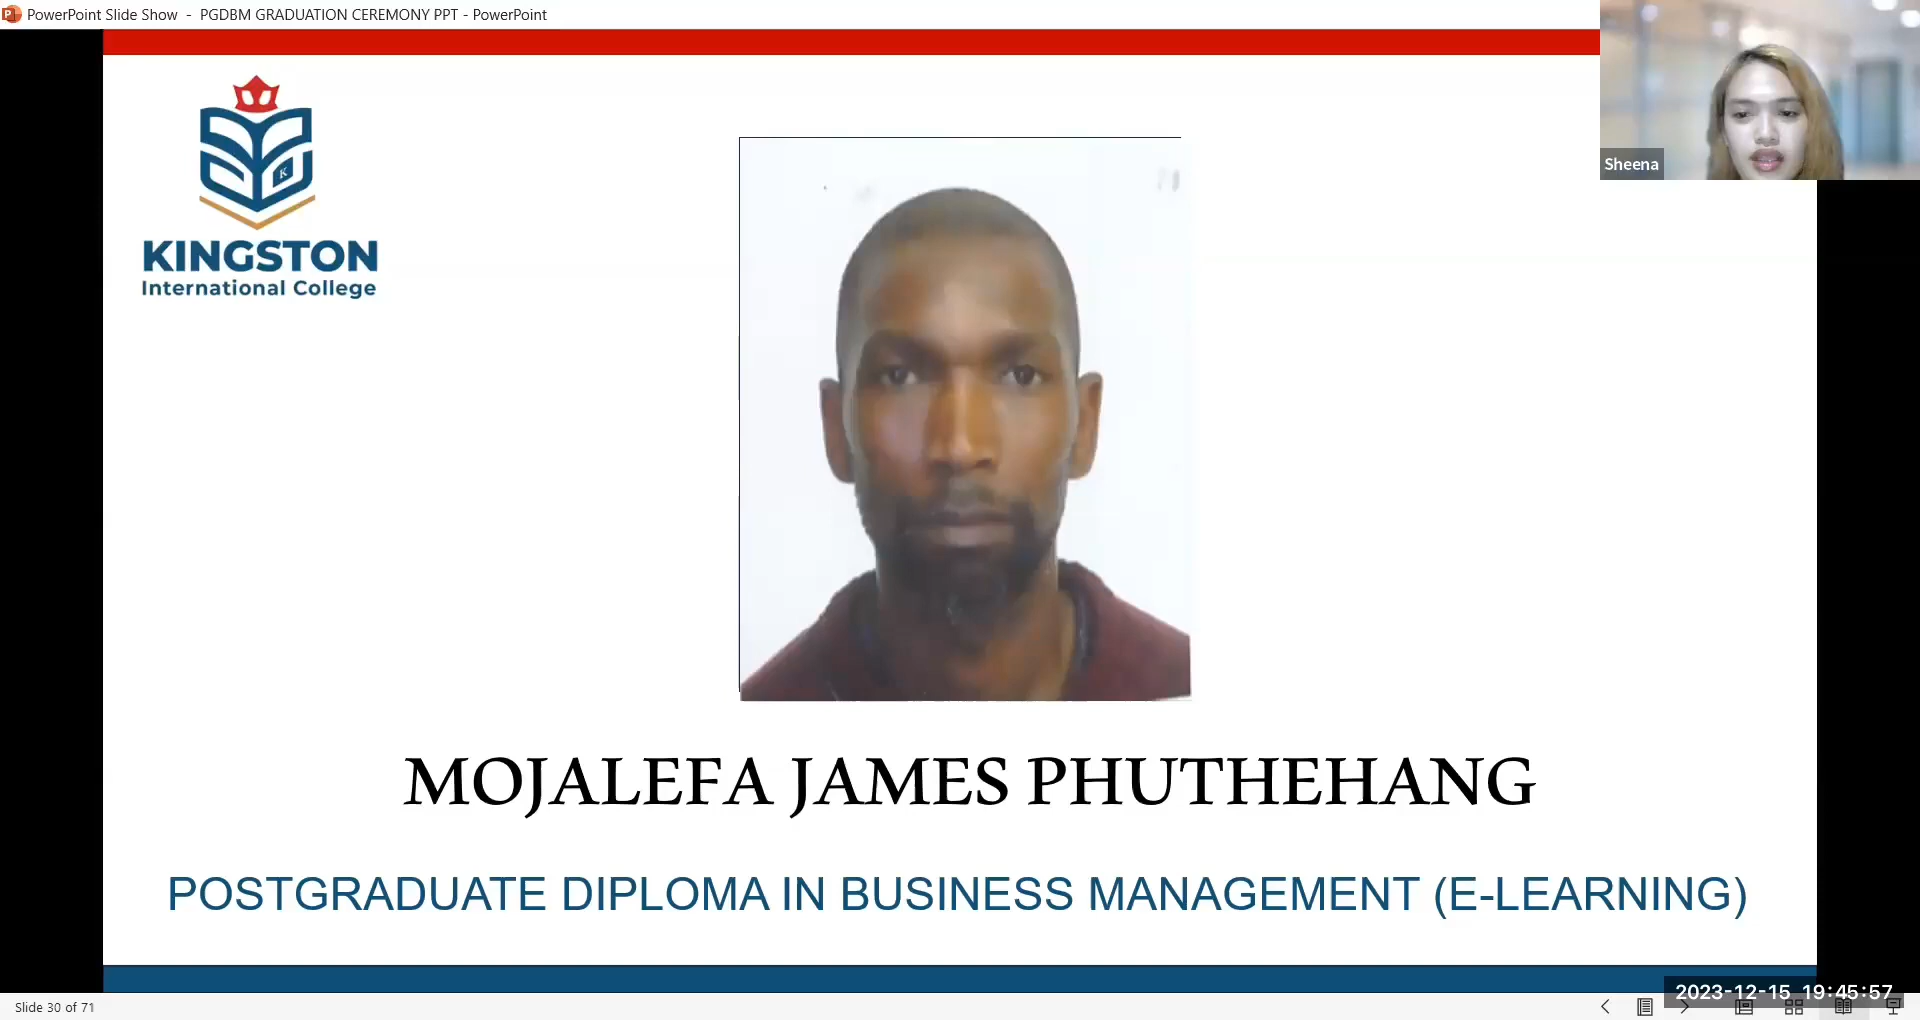 PowerPoint Slide Show - PGDBM GRADUATION CEREMONY PPT - PowerPoint
Sheena
K
KINGSTON
International College
MOJALEFA JAMES PHUTHEHANG
POSTGRADUATE DIPLOMA IN BUSINESS MANAGEMENT (E-LEARNING)
2023-12-15 19:45:57
Slide 30 of 71